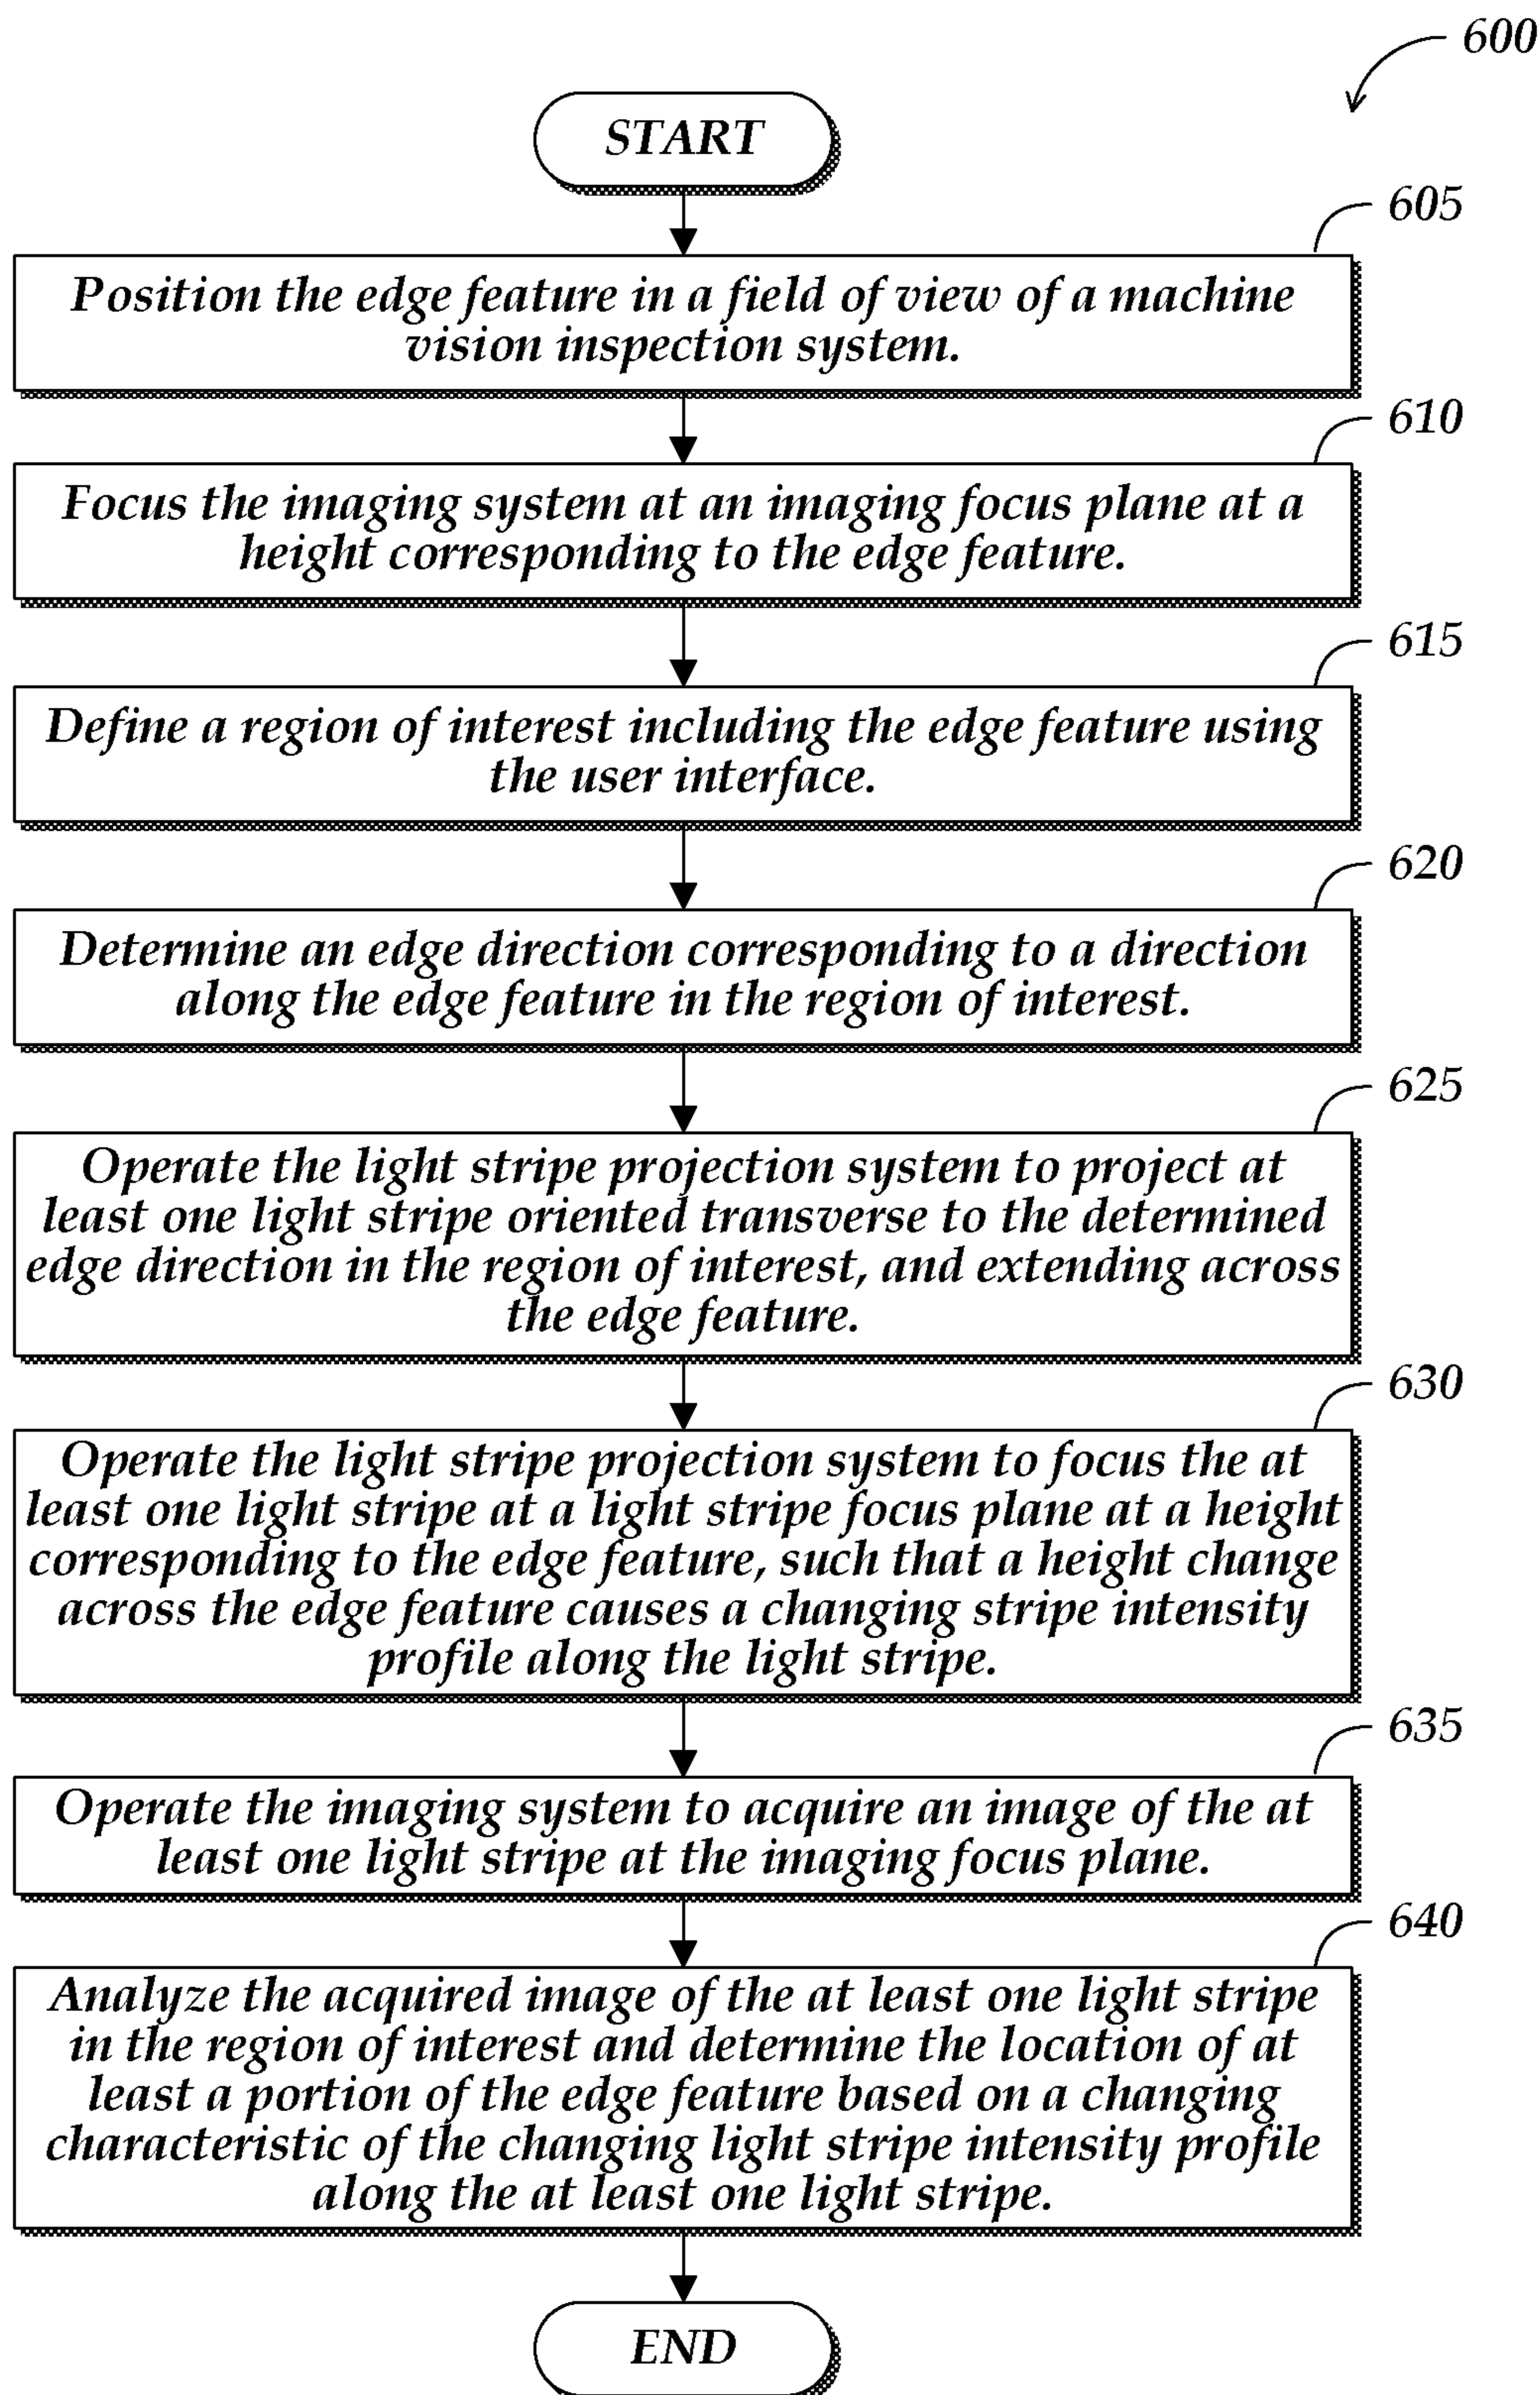 600
START
605
Position the edge feature in a field of view of a machine
vision inspection system.
610
Focus the imaging system at an imaging focus plane at a
height corresponding to the edge feature.
615
Define a region of interest including the edge feature using
the user interface.
620
Determine an edge direction corresponding to a direction
along the edge feature in the region of interest.
625
Operate the light stripe projection system to project at
least one light stripe oriented transverse to the determined
edge direction in the region of interest, and extending across
the edge feature.
630
Operate the light stripe projection system to focus the at
least one light stripe at a light stripe focus plane at a height
corresponding to the edge feature, such that a height change
across the edge feature causes a changing stripe intensity
profile along the light stripe.
635
Operate the imaging system to acquire an image of the at
least one light stripe at the imaging focus plane.
640
Analyze the acquired image of the at least one light stripe
in the region of interest and determine the location of at
least a portion of the edge feature based on a changing
characteristic of the changing light stripe intensity profile
along the at least one light stripe.
END